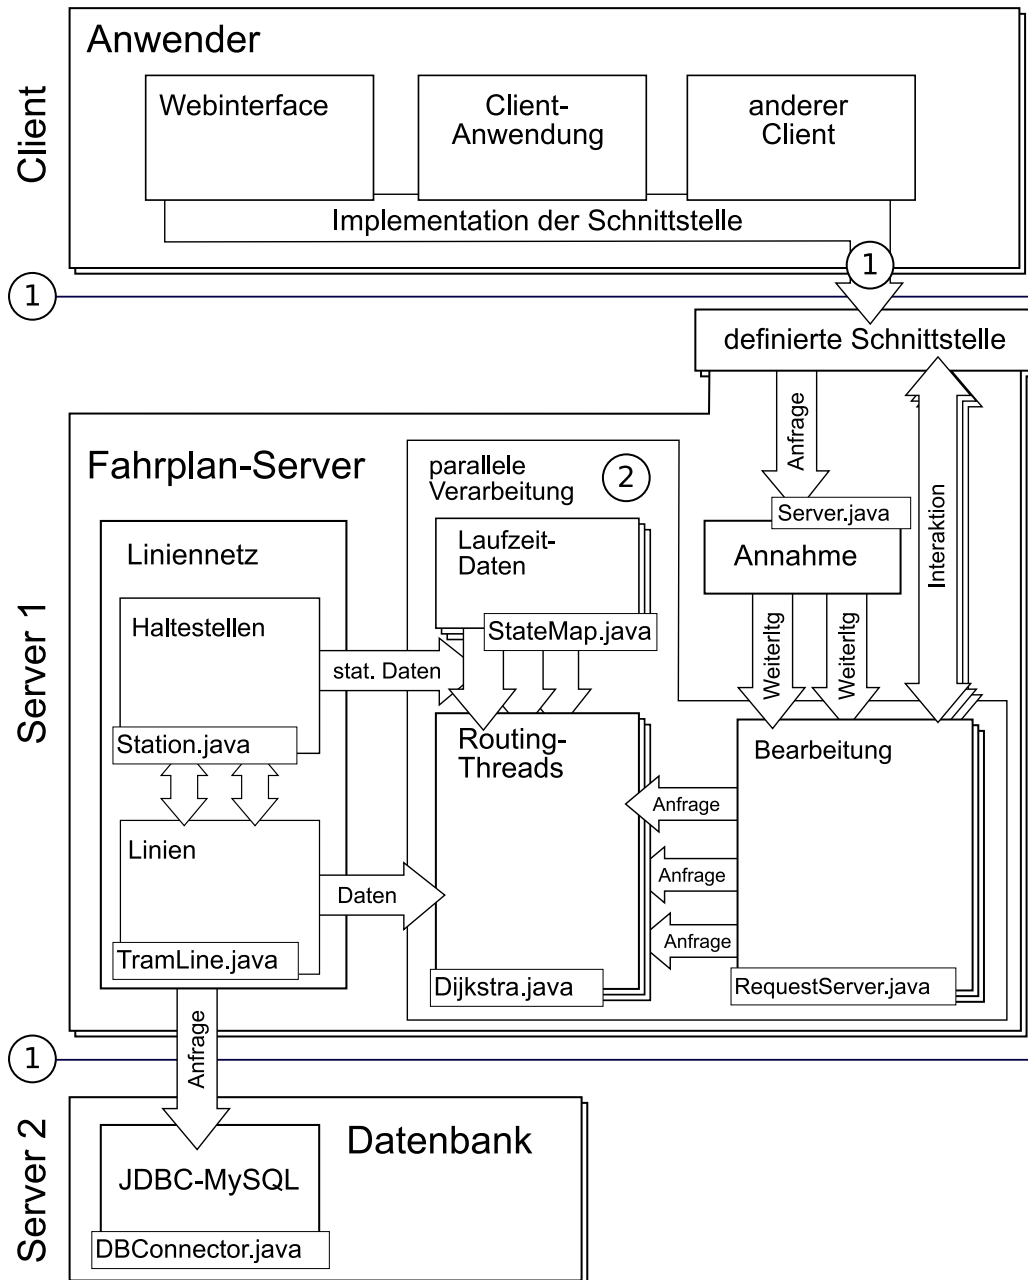 Client
Anwender
Webinterface
Client-
Anwendung
anderer
Client
Implementation der Schnittstelle
1
1
definierte Schnittstelle
Server 1
Fahrplan-Server
parallele
Verarbeitung
2
Anfrage
Interaktion
Server.java
Annahme
Liniennetz
Laufzeit-
Daten
StateMap.java
Haltestellen
stat. Daten
Weiterltg
Weiterltg
Station.java
Routing-
Threads
Bearbeitung
Anfrage
Anfrage
Anfrage
Linien
Daten
TramLine.java
Dijkstra.java
RequestServer.java
Anfrage
1
Server 2
Datenbank
JDBC-MySQL
DBConnector.java